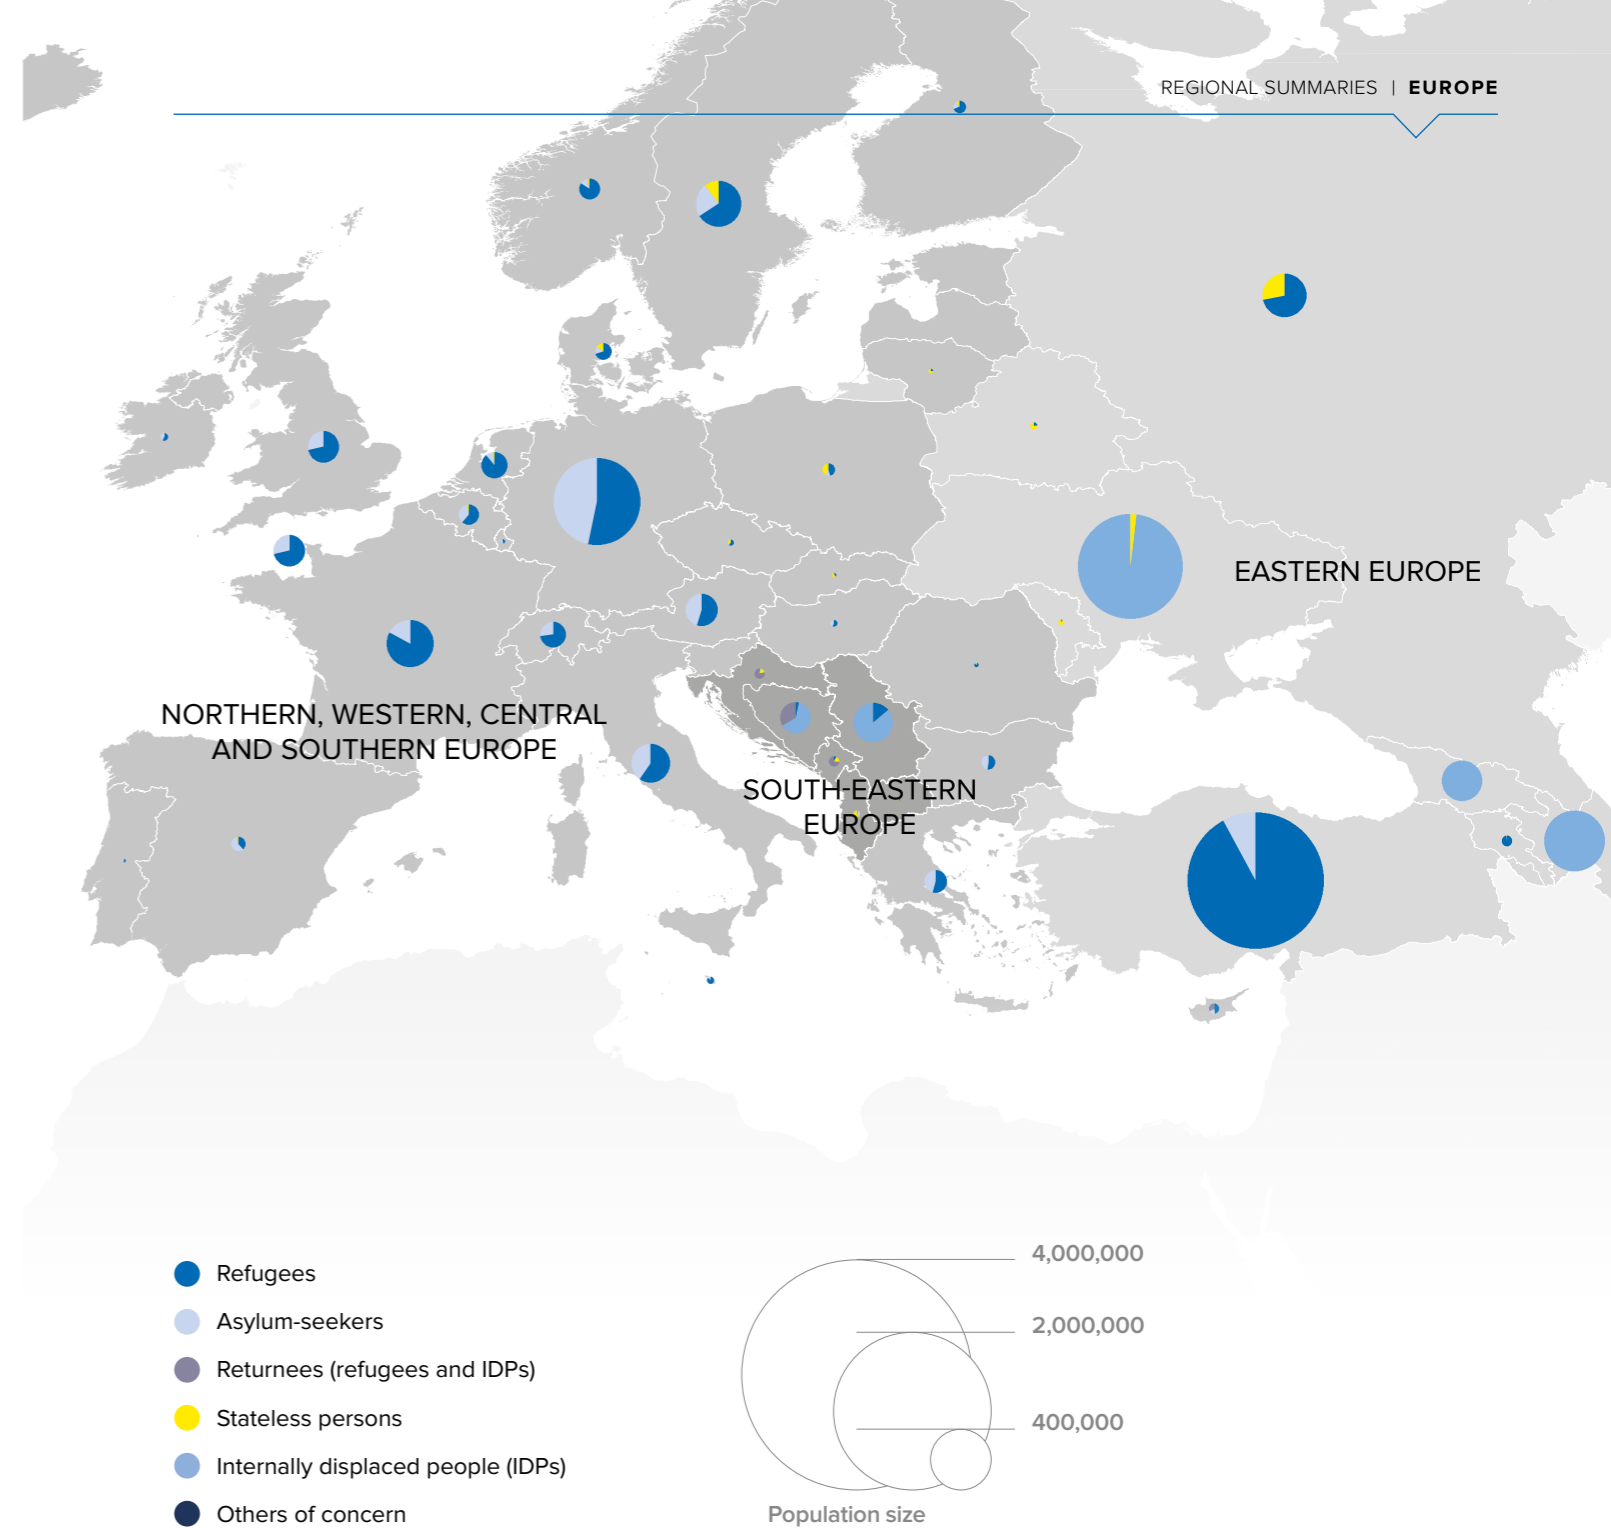 REGIONAL SUMMARIES | EUROPE
EASTERN EUROPE
NORTHERN, WESTERN, CENTRAL
AND SOUTHERN EUROPE
SOUTH-EASTERN
EUROPE
Refugees
Asylum-seekers
Returnees (refugees and IDPs)
Stateless persons
Internally displaced people (IDPs)
Others of concern
4,000,000
2,000,000
400,000
Population size